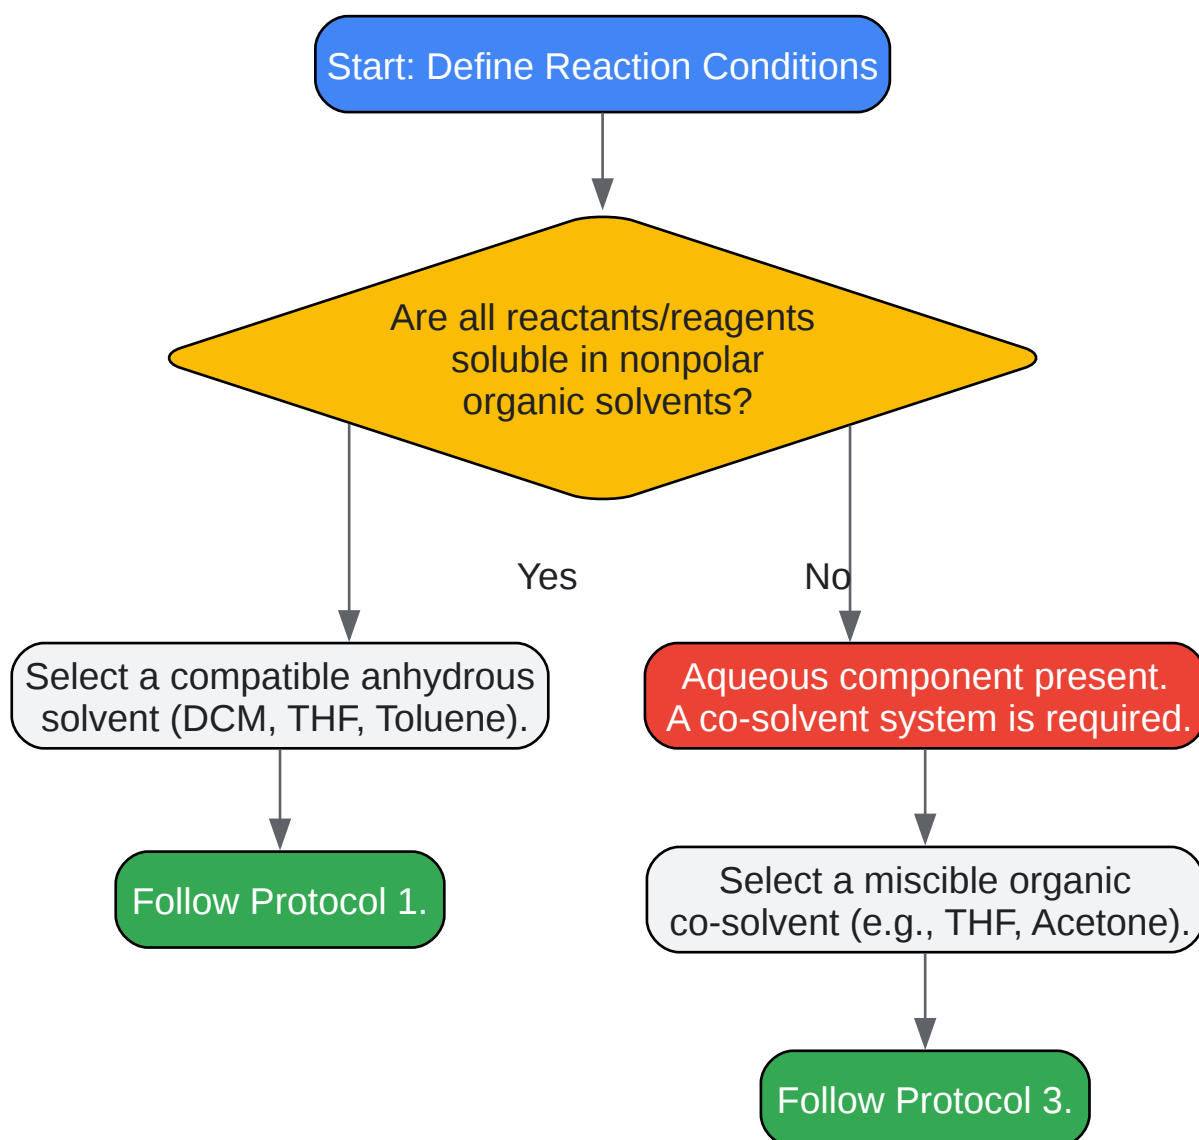 Start: Define Reaction Conditions
Are all reactants/reagents
soluble in nonpolar
organic solvents?
Yes
No
Select a compatible anhydrous
solvent (DCM, THF, Toluene).
Aqueous component present.
A co-solvent system is required.
Follow Protocol 1.
Select a miscible organic
co-solvent (e.g., THF, Acetone).
Follow Protocol 3.